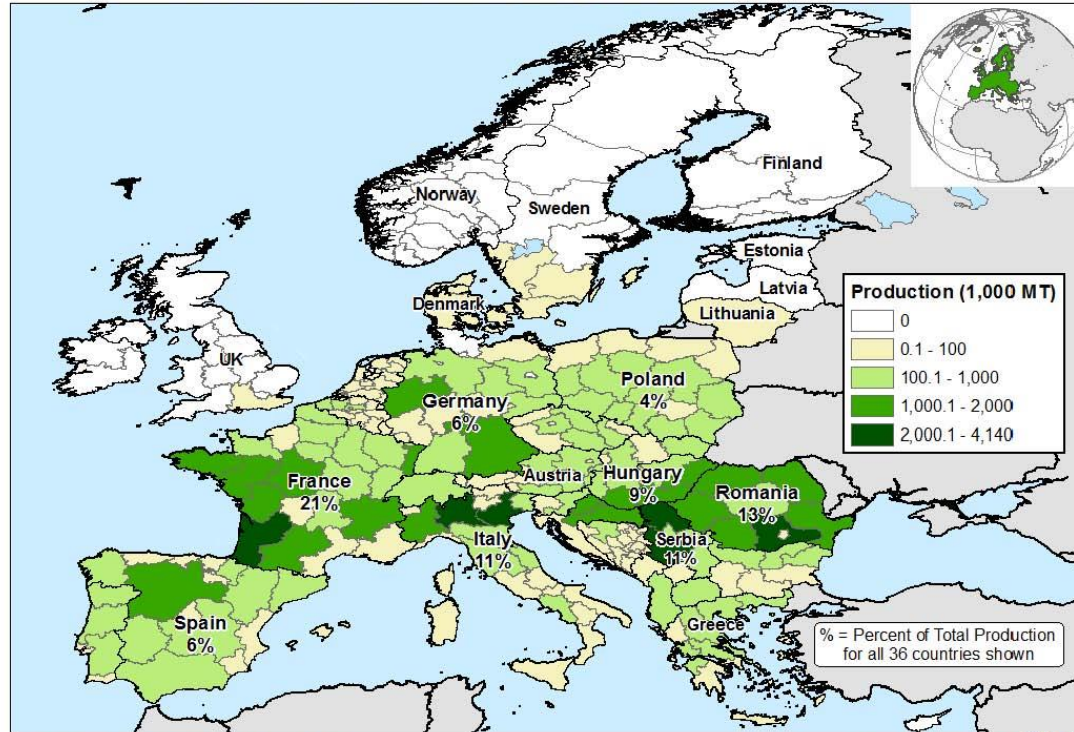 Finland
Norway
Sweden
Estonia
Latvia
Lithuania
Denmark
UK
Production (1,000 MT)
0
0.1 - 100
100.1 - 1,000
1,000.1 - 2,000
2,000.1 - 4,140
Poland
4%
Germany
6%
Austria
Hungary
9%
France
21%
Romania
13%
Italy
11%
Serbia
11%
Spain
6%
Greece
% = Percent of Total Production
for all 36 countries shown